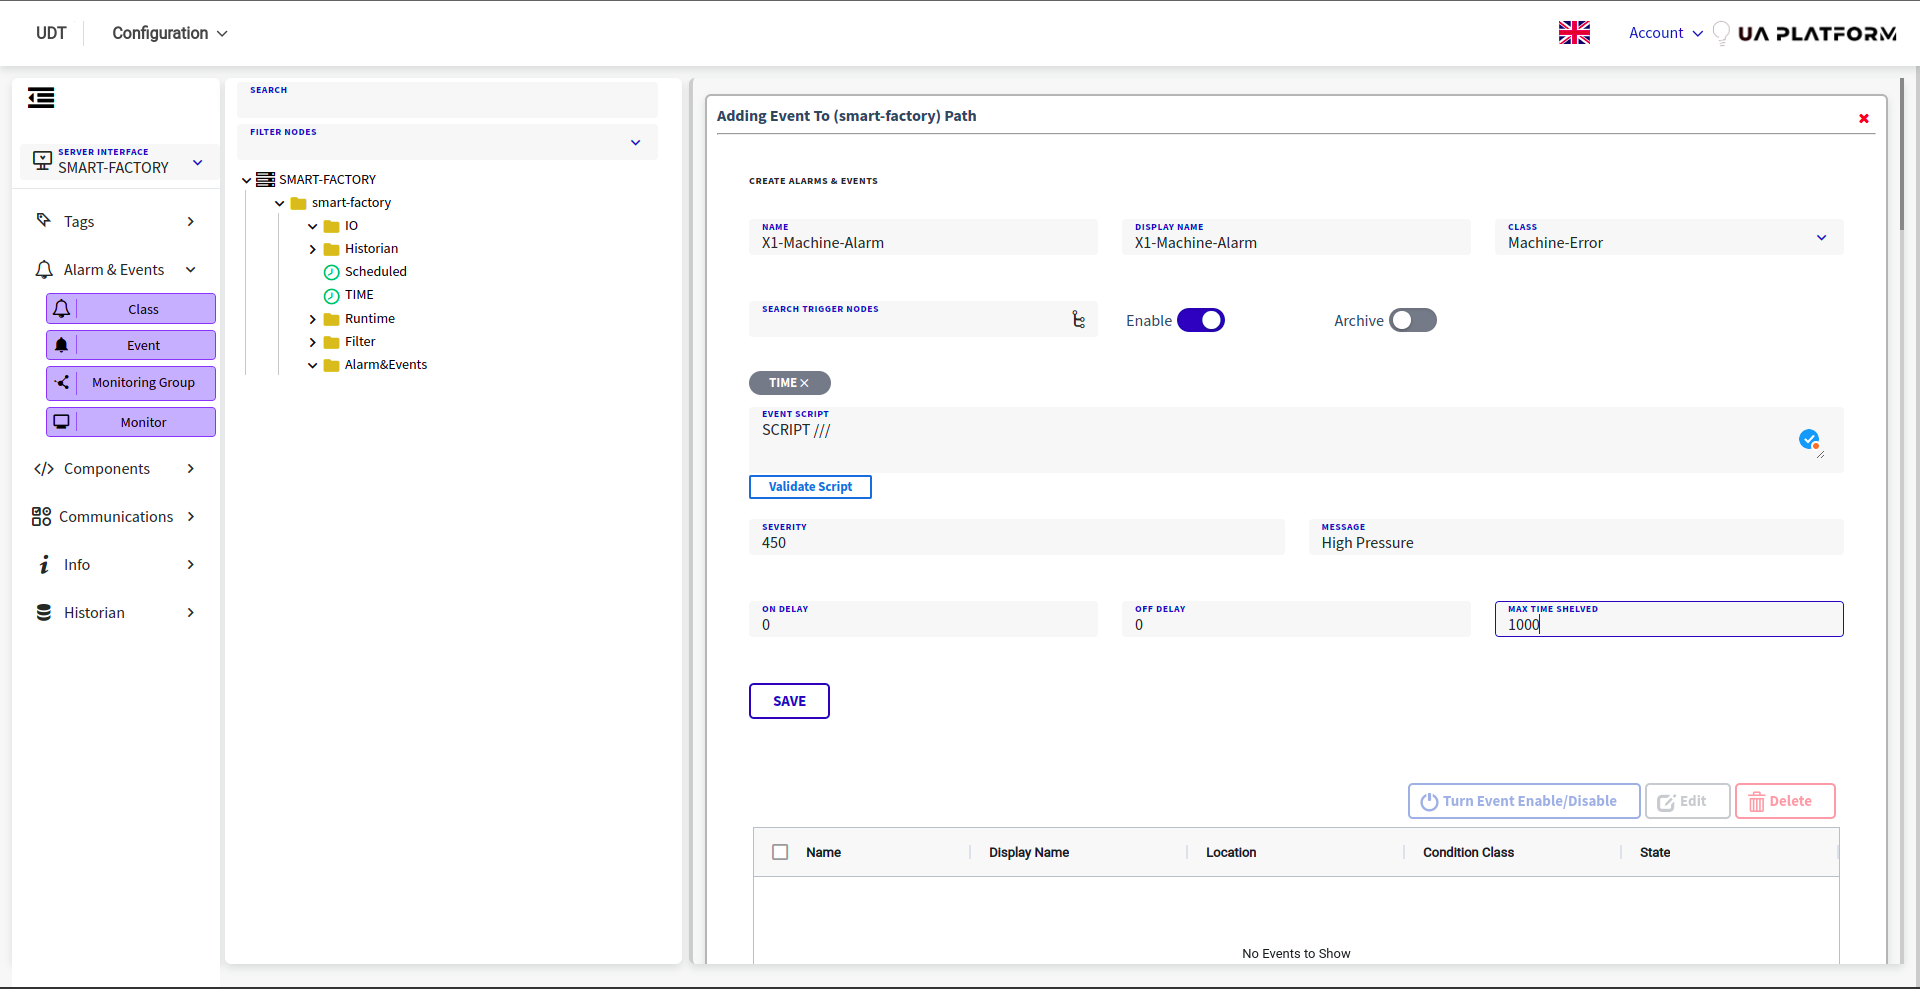 UDT
Configuration
Account
UA PLATFORM
SERVER INTERFACE
SMART-FACTORY
Tags
Alarm & Events
Class
Event
Monitoring Group
Monitor
Components
Communications
Info
Historian
SEARCH
FILTER NODES
SMART-FACTORY
smart-factory
IO
Historian
Scheduled
TIME
Runtime
Filter
Alarm&Events
Adding Event To (smart-factory) Path
CREATE ALARMS & EVENTS
NAME
X1-Machine-Alarm
DISPLAY NAME
X1-Machine-Alarm
CLASS
Machine-Error
SEARCH TRIGGER NODES
Enable
Archive
TIME
EVENT SCRIPT
SCRIPT ///
Validate Script
SEVERITY
450
MESSAGE
High Pressure
ON DELAY
0
OFF DELAY
0
MAX TIME SHELVED
1000
SAVE
Turn Event Enable/Disable
Edit
Delete
Name Display Name Location Condition Class State
No Events to Show